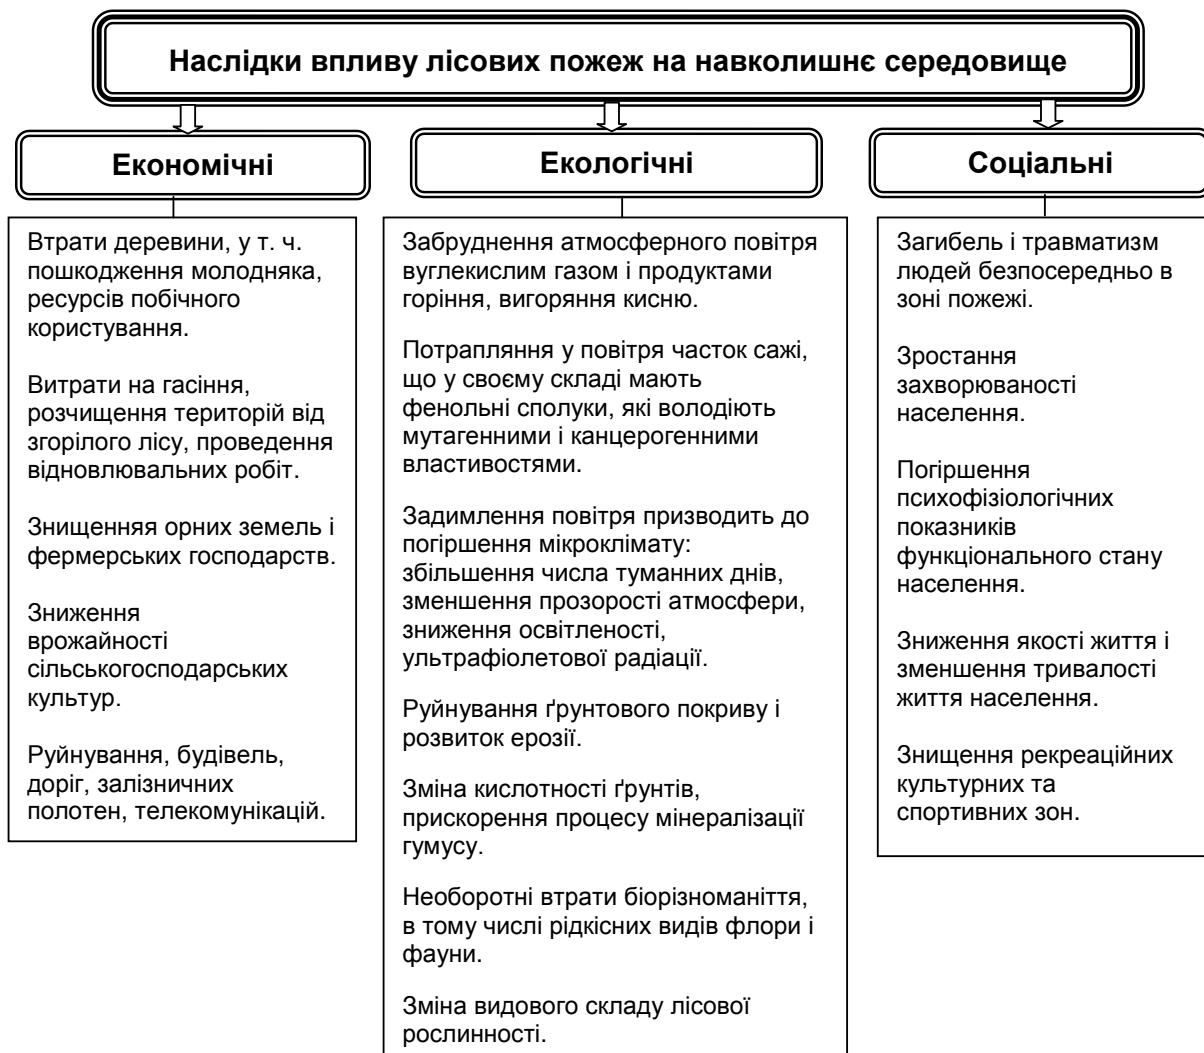 Наслідки впливу лісових пожеж на навколишнє середовище
Економічні
Втрати деревини, у т. ч.
пошкодження молодняка,
ресурсів побічного
користування.
Витрати на гасіння,
розчищення територій від
згорілого лісу, проведення
відновлювальних робіт.
Знищенняя орних земель і
фермерських господарств.
Зниження
врожайності
сільськогосподарських
культур.
Руйнування, будівель,
доріг, залізничних
полотен, телекомунікацій.
Екологічні
Забруднення атмосферного повітря
вуглекислим газом і продуктами
горіння, вигоряння кисню.
Потрапляння у повітря часток сажі,
що у своєму складі мають
фенольні сполуки, які володіють
мутагенними і канцерогенними
властивостями.
Задимлення повітря призводить до
погіршення мікроклімату:
збільшення числа туманних днів,
зменшення прозорості атмосфери,
зниження освітленості,
ультрафіолетової радіації.
Руйнування ґрунтового покриву і
розвиток ерозії.
Зміна кислотності ґрунтів,
прискорення процесу мінералізації
гумусу.
Необоротні втрати біорізноманіття,
в тому числі рідкісних видів флори і
фауни.
Зміна видового складу лісової
рослинності.
Соціальні
Загибель і травматизм
людей безпосередньо в
зоні пожежі.
Зростання
захворюваності
населення.
Погіршення
психофізіологічних
показників
функціонального стану
населення.
Зниження якості життя і
зменшення тривалості
життя населення.
Знищення рекреаційних
культурних та
спортивних зон.